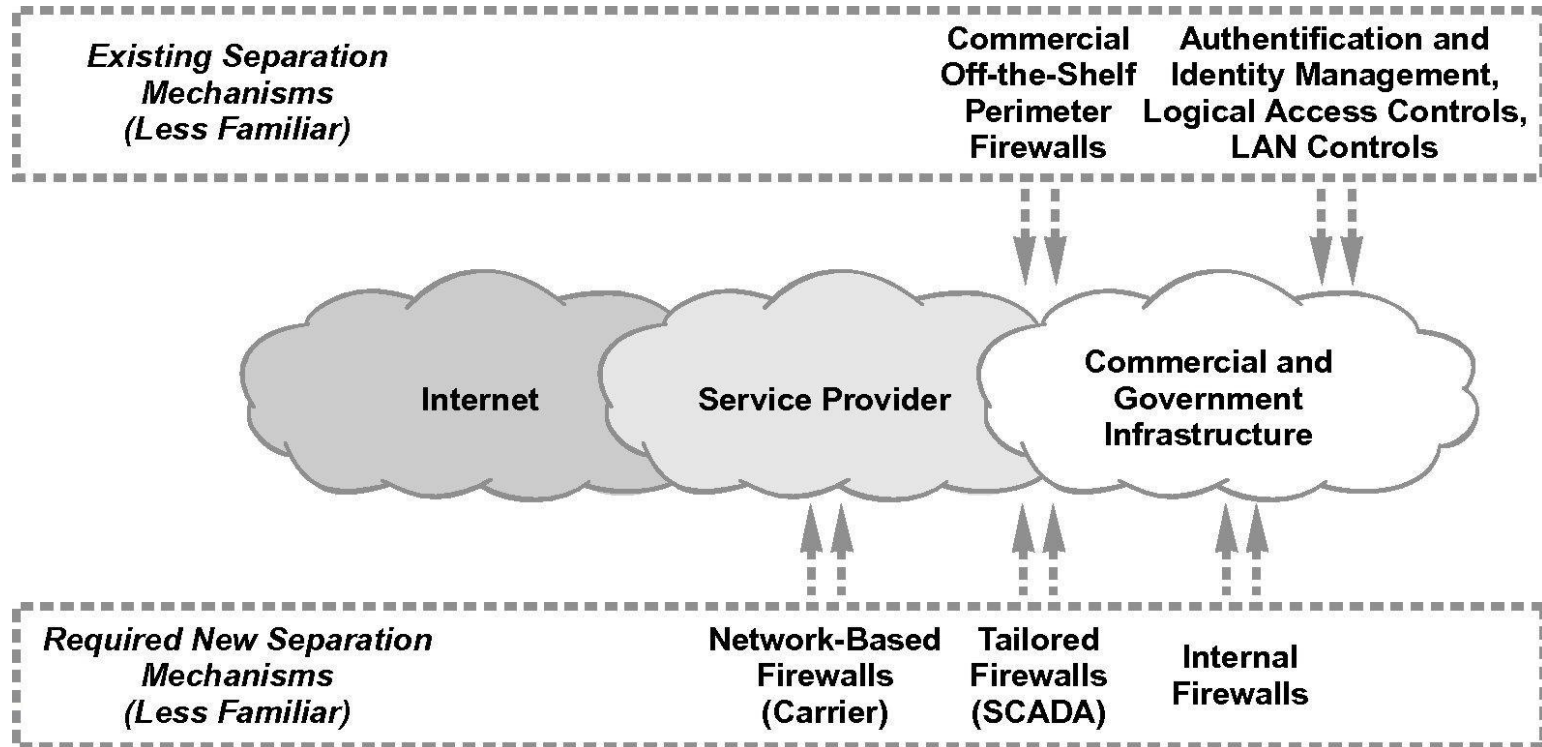 Existing Separation
Mechanisms
(Less Familiar)
Commercial
Off-the-Shelf
Perimeter
Firewalls
Authentification and
Identity Management,
Logical Access Controls,
LAN Controls
Internet
Service Provider
Commercial and
Government
Infrastructure
Required New Separation
Mechanisms
(Less Familiar)
Network-Based
Firewalls
(Carrier)
Tailored
Firewalls
(SCADA)
Internal
Firewalls